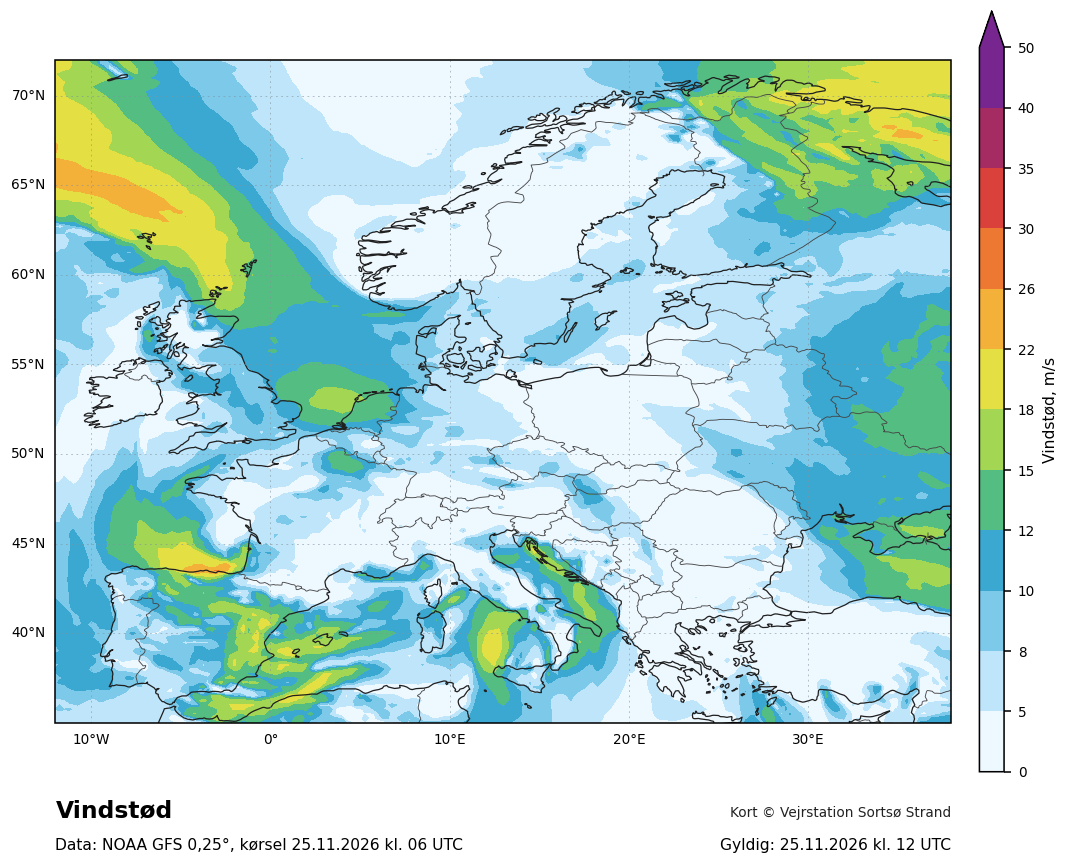 70°N
65°N
60°N
55°N
50°N
45°N
40°N
10°W
0°
10°E
20°E
30°E
50
40
35
30
26
22
18
15
12
10
8
5
0
Vindstød, m/s
Vindstød
Kort © Vejrstation Sortsø Strand
Data: NOAA GFS 0,25°, kørsel 25.11.2026 kl. 06 UTC
Gyldig: 25.11.2026 kl. 12 UTC